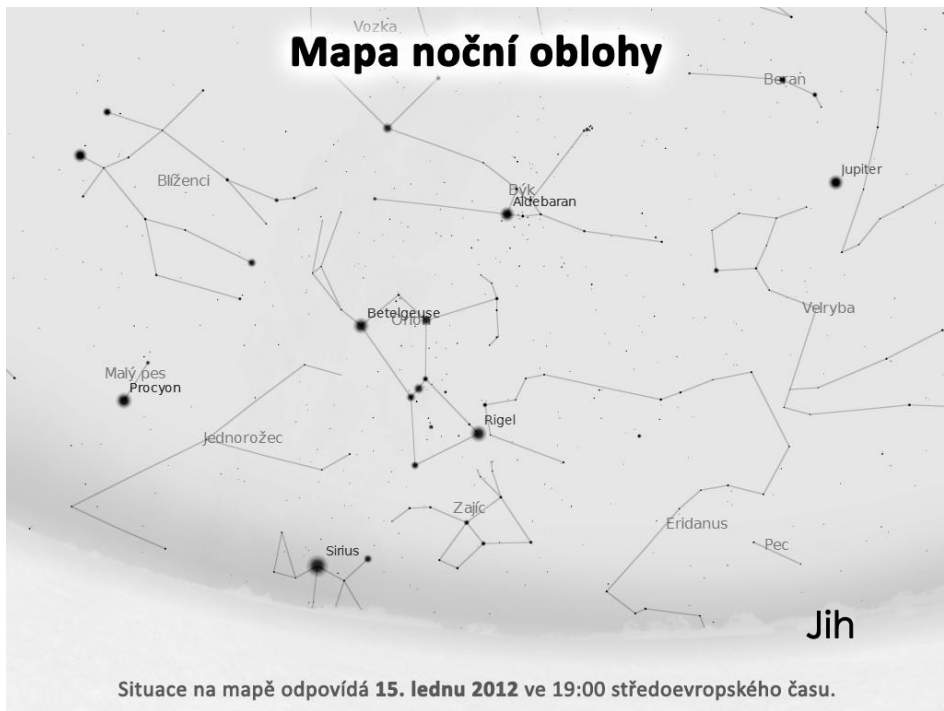 Vozka
Mapa noční oblohy
Beran
Jupiter
Blíženci
Býk
Aldebaran
Betelgeuse
Orion
Velryba
Malý pes
Procyon
Rigel
Jednorožec
Zajíc
Eridanus
Pec
Sirius
Jih
Situace na mapě odpovídá 15. lednu 2012 ve 19:00 středoevropského času.